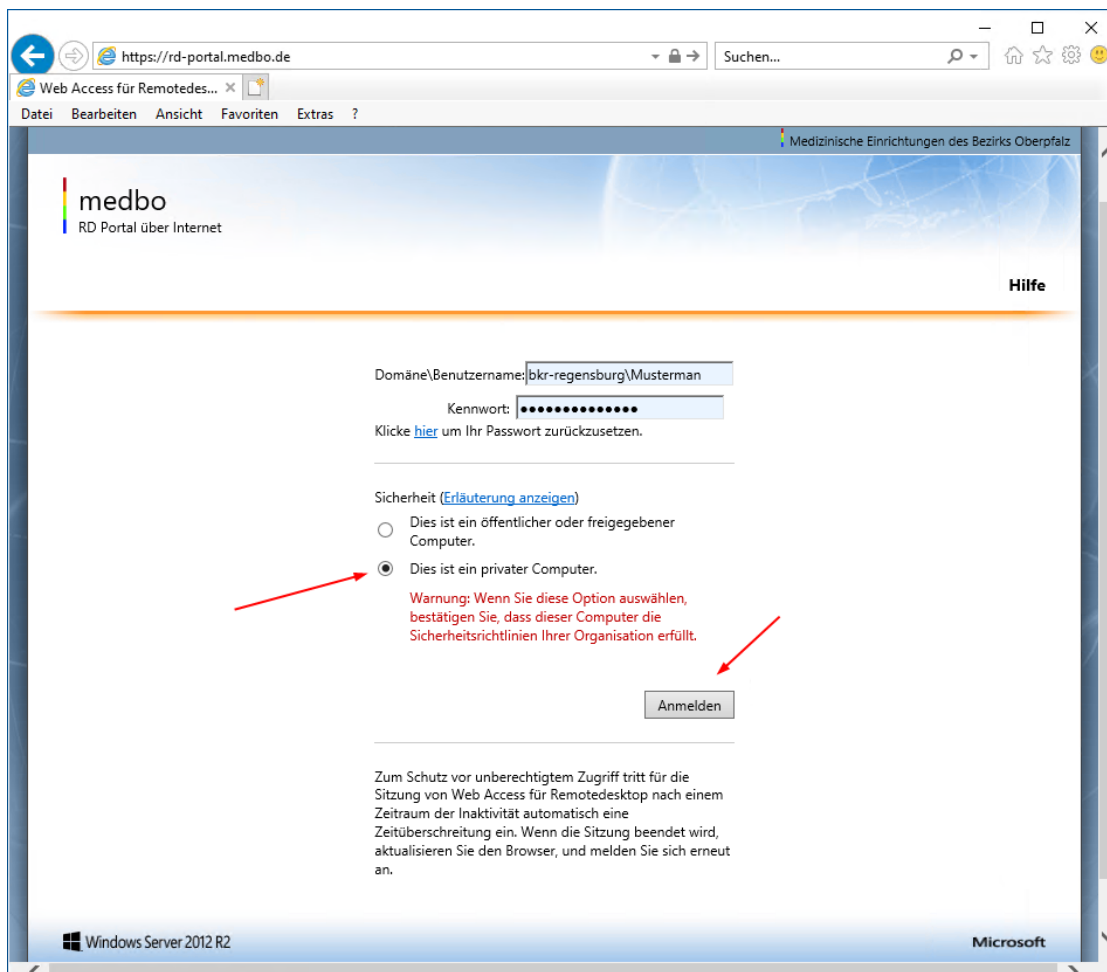 https://rd-portal.medbo.de
Suchen...
Web Access für Remotedes...
Datei Bearbeiten Ansicht Favoriten Extras ?
Medizinische Einrichtungen des Bezirks Oberpfalz
medbo
RD Portal über Internet
Hilfe
Domäne\Benutzername: bkr-regensburg\Musterman
Kennwort: ••••••••••••••
Klicke hier um Ihr Passwort zurückzusetzen.
Sicherheit (Erläuterung anzeigen)
Dies ist ein öffentlicher oder freigegebener
Computer.
Dies ist ein privater Computer.
Warnung: Wenn Sie diese Option auswählen,
bestätigen Sie, dass dieser Computer die
Sicherheitsrichtlinien Ihrer Organisation erfüllt.
Anmelden
Zum Schutz vor unberechtigtem Zugriff tritt für die
Sitzung von Web Access für Remotedesktop nach einem
Zeitraum der Inaktivität automatisch eine
Zeitüberschreitung ein. Wenn die Sitzung beendet wird,
aktualisieren Sie den Browser, und melden Sie sich erneut
an.
Windows Server 2012 R2
Microsoft